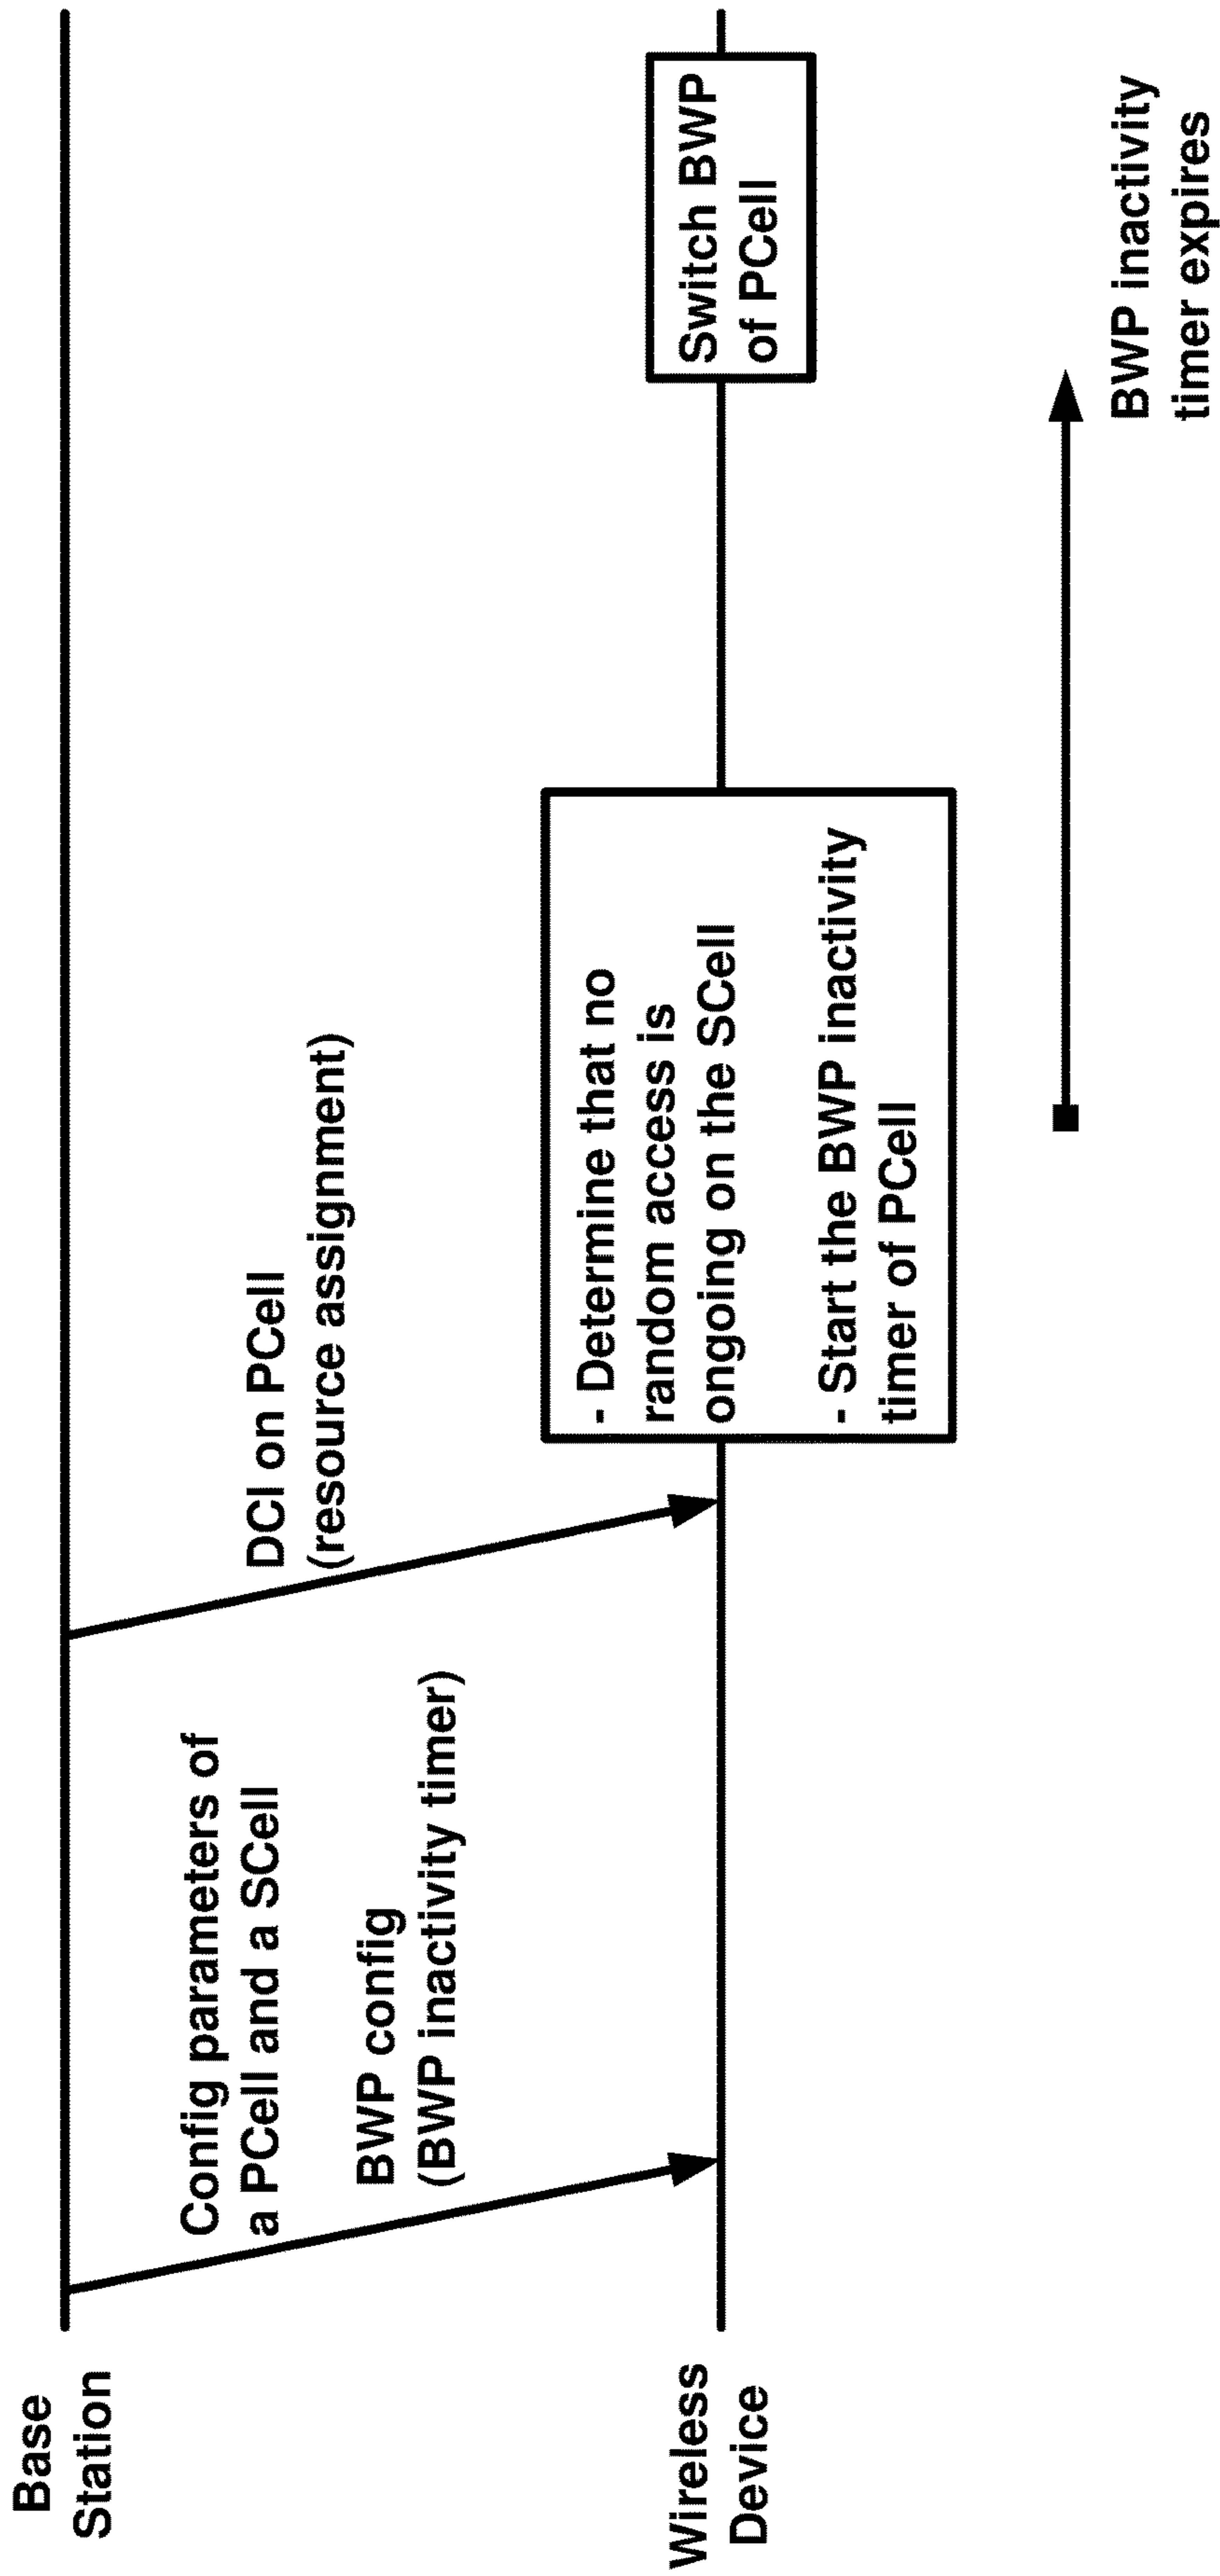 Base
Station
Config parameters of
a PCell and a SCell
BWP config
(BWP inactivity timer)
DCI on PCell
(resource assignment)
Wireless
Device
- Determine that no
random access is
ongoing on the SCell
- Start the BWP inactivity
timer of PCell
Switch BWP
of PCell
BWP inactivity
timer expires